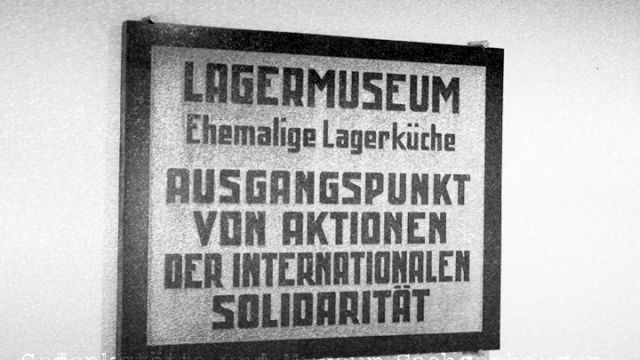 LAGERMUSEUM
Ehemalige Lagerküche
AUSGANGSPUNKT
VON AKTIONEN
DER INTERNATIONALEN
SOLIDARITÄT